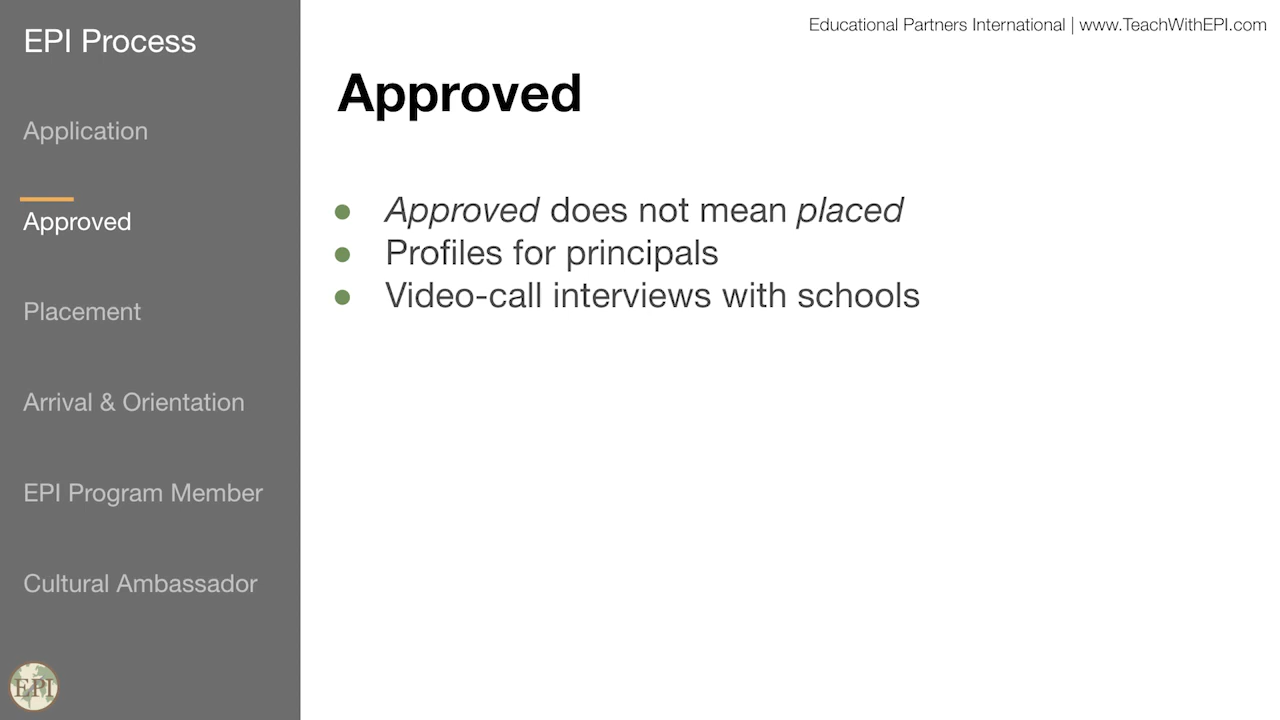 EPI Process
Application
Approved
Placement
Arrival & Orientation
EPI Program Member
Cultural Ambassador
EPI
Educational Partners International | www.TeachWithEPI.com
Approved
● Approved does not mean placed
● Profiles for principals
● Video-call interviews with schools